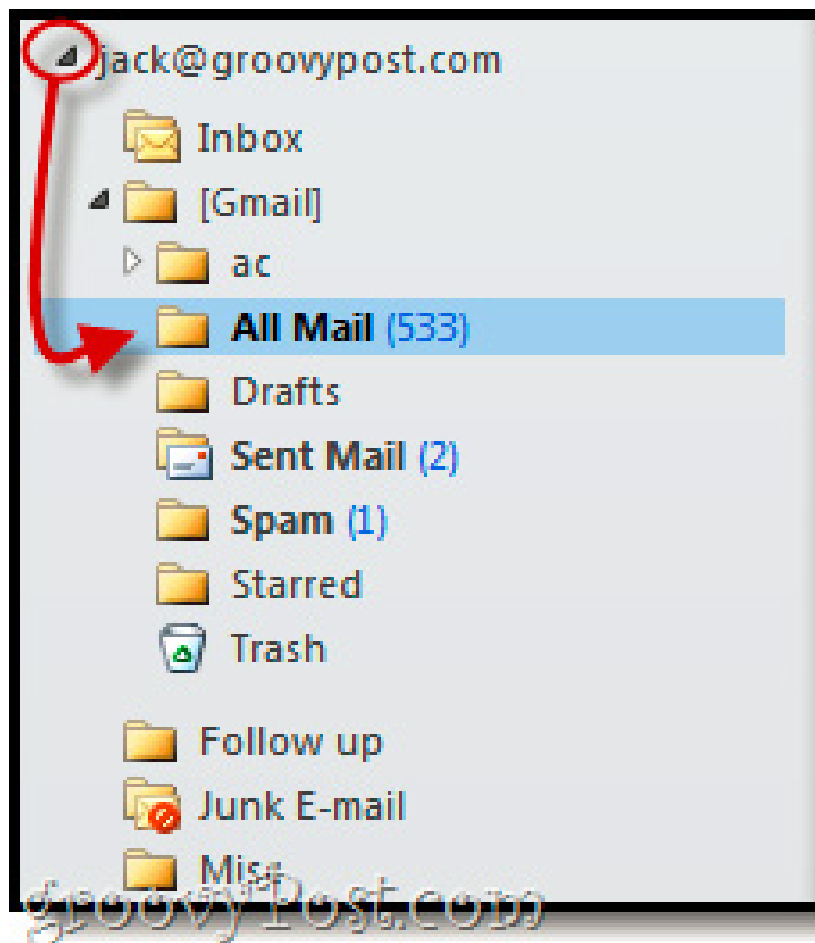 jack@groovypost.com
Inbox
[Gmail]
ac
All Mail (533)
Drafts
Sent Mail (2)
Spam (1)
Starred
Trash
Follow up
Junk E-mail
Misc
groovyPost.com